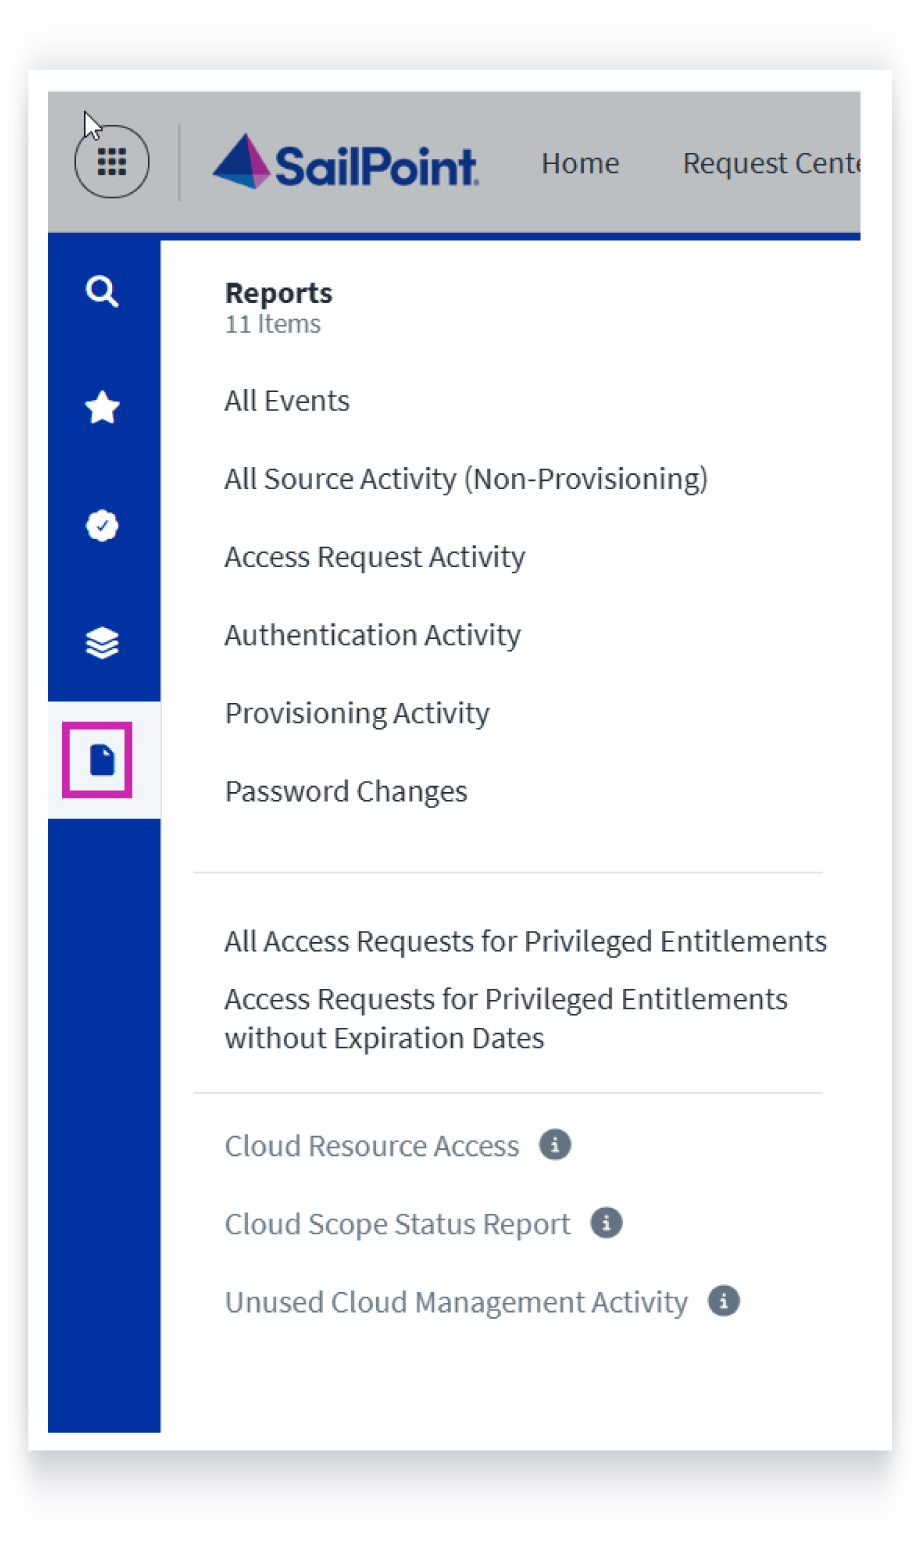 SailPoint.
Home
Request Cente
Reports
11 Items
All Events
All Source Activity (Non-Provisioning)
Access Request Activity
Authentication Activity
Provisioning Activity
Password Changes
All Access Requests for Privileged Entitlements
Access Requests for Privileged Entitlements
without Expiration Dates
Cloud Resource Access
Cloud Scope Status Report
Unused Cloud Management Activity